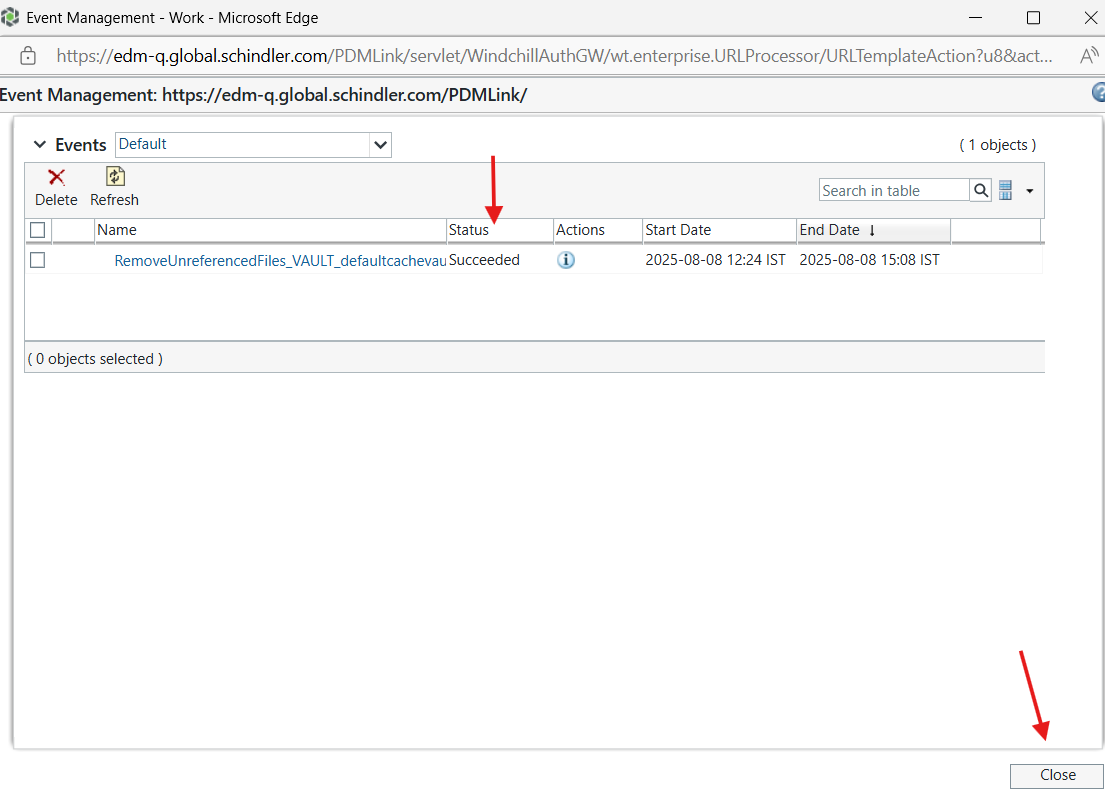 Event Management - Work - Microsoft Edge
https://edm-q.global.schindler.com/PDMLink/servlet/WindchillAuthGW/wt.enterprise.URLProcessor/URLTemplateAction?u8&act...
Event Management: https://edm-q.global.schindler.com/PDMLink/
Events Default ( 1 objects )
Delete Refresh Search in table
Name Status Actions Start Date End Date ↓
RemoveUnreferencedFiles_VAULT_defaultcachevau Succeeded 2025-08-08 12:24 IST 2025-08-08 15:08 IST
( 0 objects selected )
Close